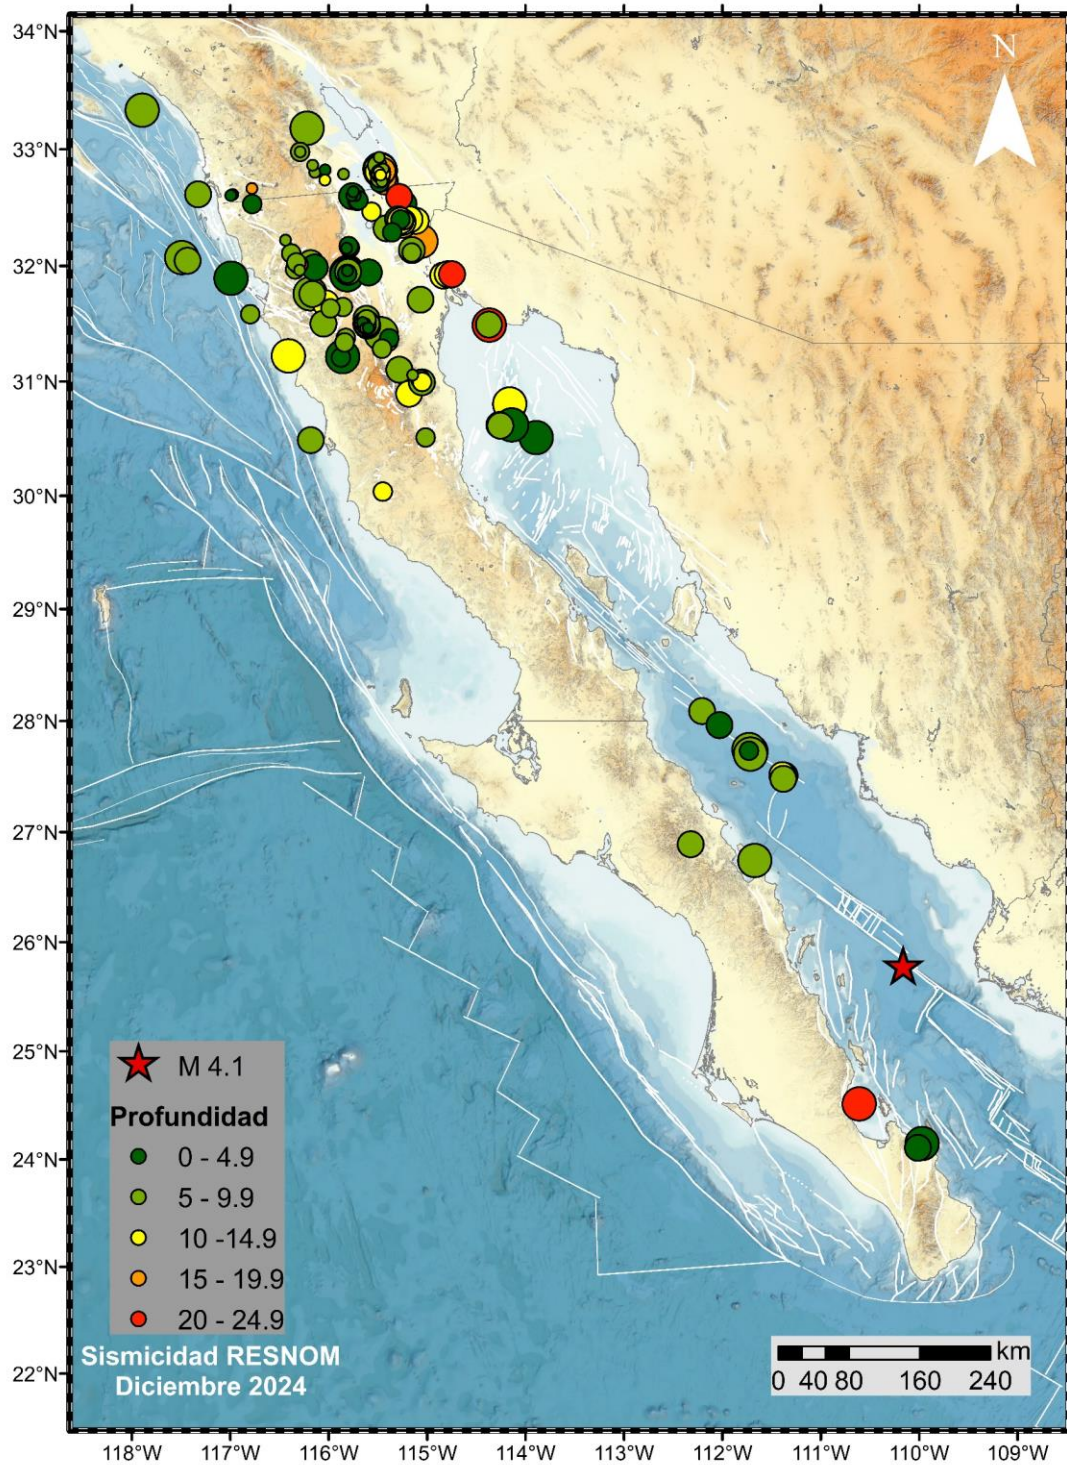 34°N
33°N
32°N
31°N
30°N
29°N
28°N
27°N
26°N
25°N
24°N
23°N
22°N
N
M 4.1
Profundidad
0 - 4.9
5 - 9.9
10 -14.9
15 - 19.9
20 - 24.9
Sismicidad RESNOM
Diciembre 2024
km
0 40 80 160 240
118°W 117°W 116°W 115°W 114°W 113°W 112°W 111°W 110°W 109°W